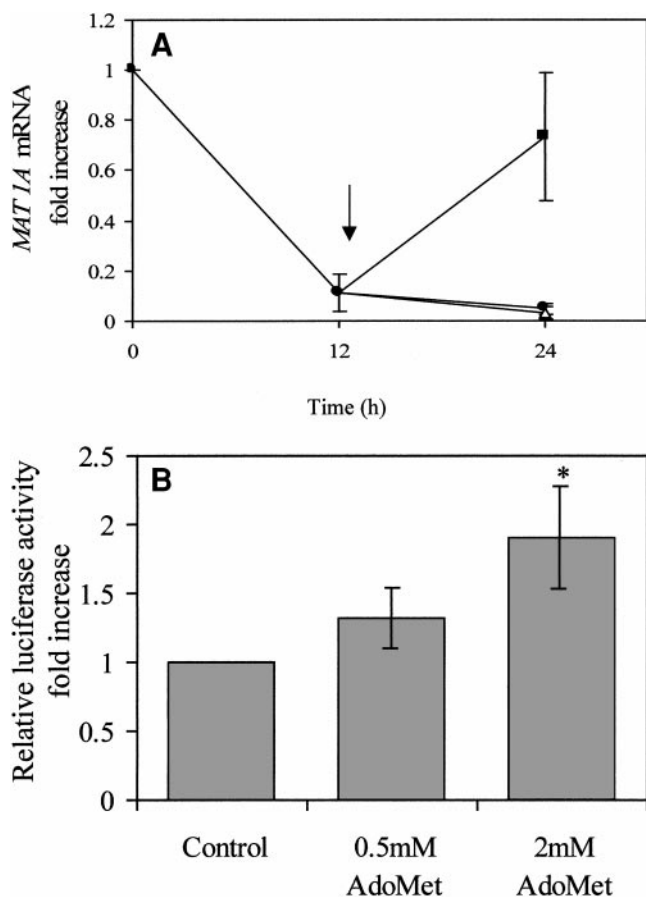 A
MAT 1A mRNA
fold increase
1.2
1
0.8
0.6
0.4
0.2
0
0
12
24
Time (h)
B
Relative luciferase activity
fold increase
2.5
2
1.5
1
0.5
0
*
Control
0.5mM
AdoMet
2mM
AdoMet